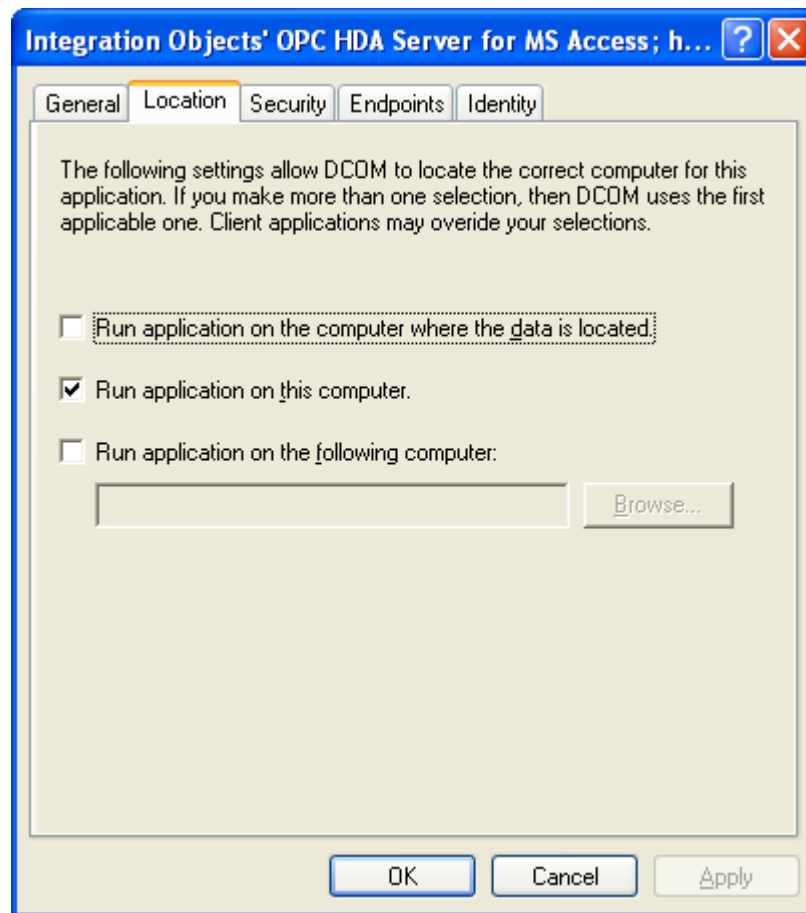 Integration Objects' OPC HDA Server for MS Access; h...
General Location Security Endpoints Identity
The following settings allow DCOM to locate the correct computer for this
application. If you make more than one selection, then DCOM uses the first
applicable one. Client applications may overide your selections.
Run application on the computer where the data is located.
Run application on this computer.
Run application on the following computer:
Browse...
OK Cancel Apply